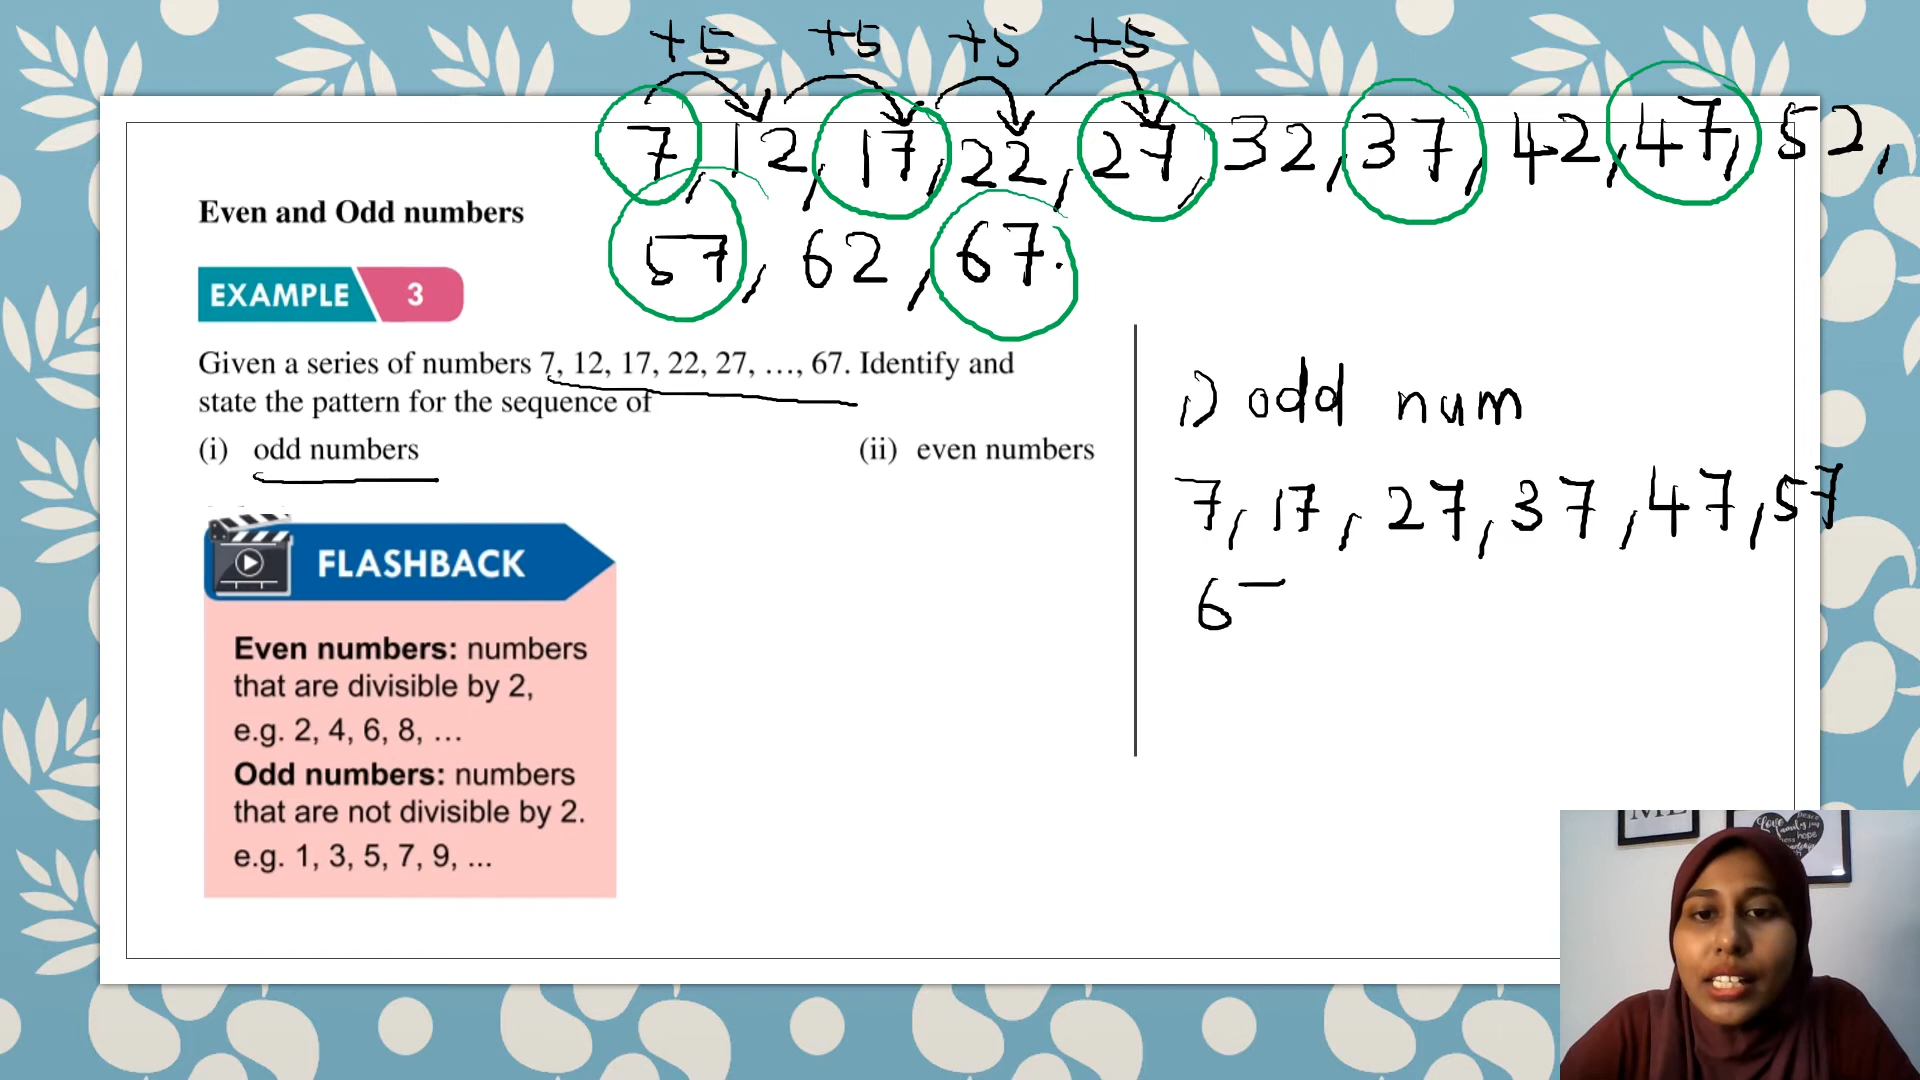 +5 +5 +5 +5
7, 12, 17, 22, 27, 32, 37, 42, 47, 52,
57, 62, 67.
Even and Odd numbers
EXAMPLE 3
Given a series of numbers 7, 12, 17, 22, 27, …, 67. Identify and
state the pattern for the sequence of
(i) odd numbers (ii) even numbers
FLASHBACK
Even numbers: numbers
that are divisible by 2,
e.g. 2, 4, 6, 8, …
Odd numbers: numbers
that are not divisible by 2.
e.g. 1, 3, 5, 7, 9, ...
i) odd num
7, 17, 27, 37, 47, 57
6
Love
family
hope